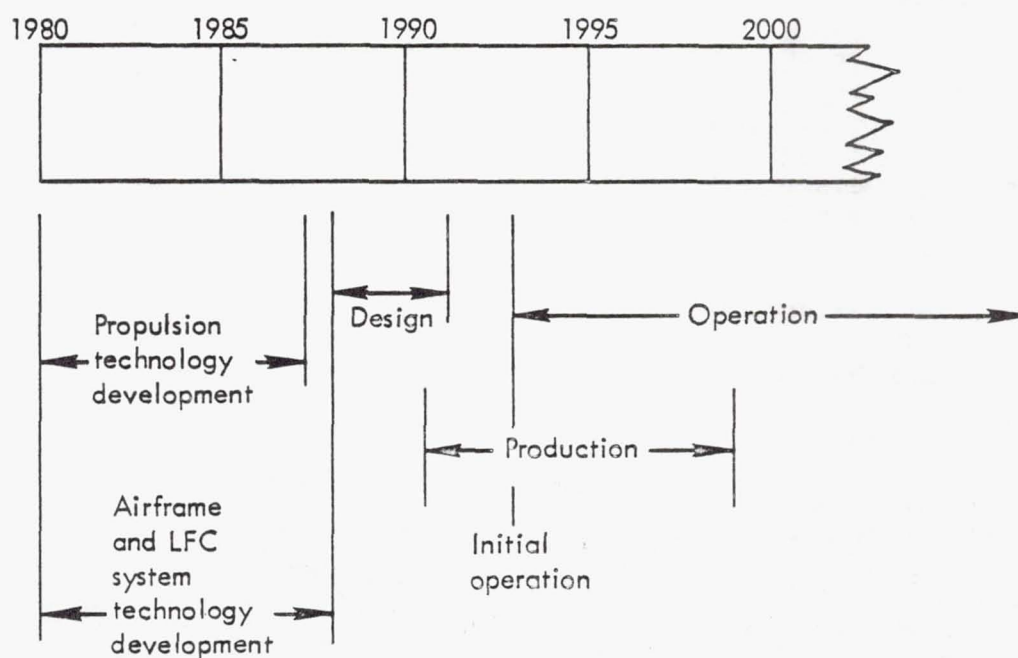 1980 1985 1990 1995 2000
Propulsion
technology
development
Design
Operation
Production
Airframe
and LFC
system
technology
development
Initial
operation